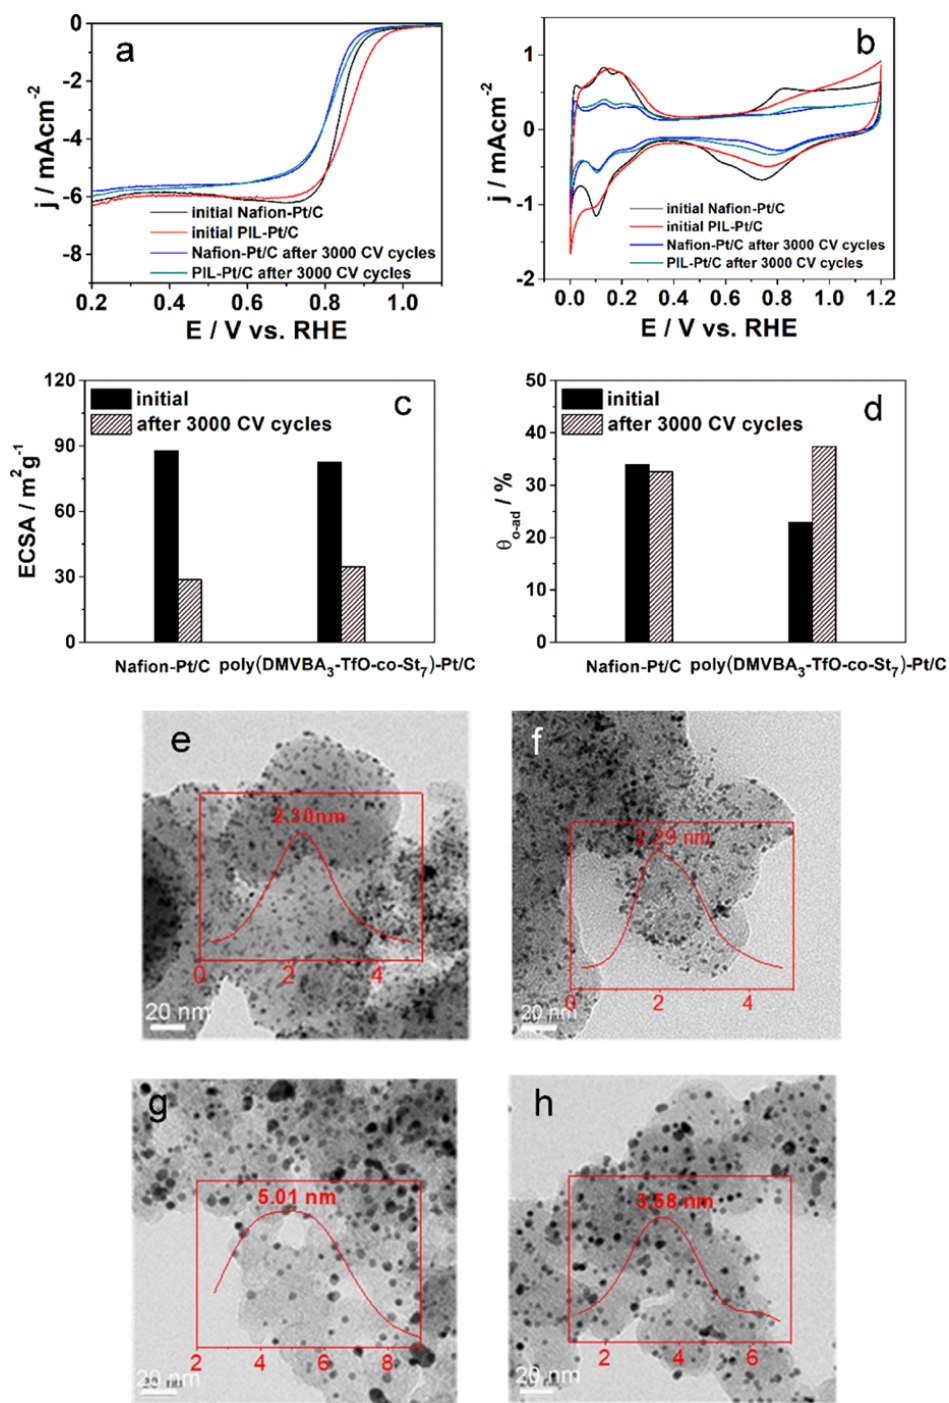 a
0
-2
-4
-6
-8
j / mAcm⁻²
initial Nafion-Pt/C
initial PIL-Pt/C
Nafion-Pt/C after 3000 CV cycles
PIL-Pt/C after 3000 CV cycles
0.2 0.4 0.6 0.8 1.0
E / V vs. RHE
b
1
0
-1
-2
j / mAcm⁻²
initial Nafion-Pt/C
initial PIL-Pt/C
Nafion-Pt/C after 3000 CV cycles
PIL-Pt/C after 3000 CV cycles
0.0 0.2 0.4 0.6 0.8 1.0 1.2
E / V vs. RHE
c
120
90
60
30
0
ECSA / m²g⁻¹
initial
after 3000 CV cycles
Nafion-Pt/C poly(DMVBA₃-TfO-co-St₇)-Pt/C
d
50
40
30
20
10
0
θo-ad / %
initial
after 3000 CV cycles
Nafion-Pt/C poly(DMVBA₃-TfO-co-St₇)-Pt/C
e
2.30nm
0 2 4
20 nm
f
2.29 nm
0 2 4
20 nm
g
5.01 nm
2 4 6 8
20 nm
h
3.58 nm
2 4 6
20 nm